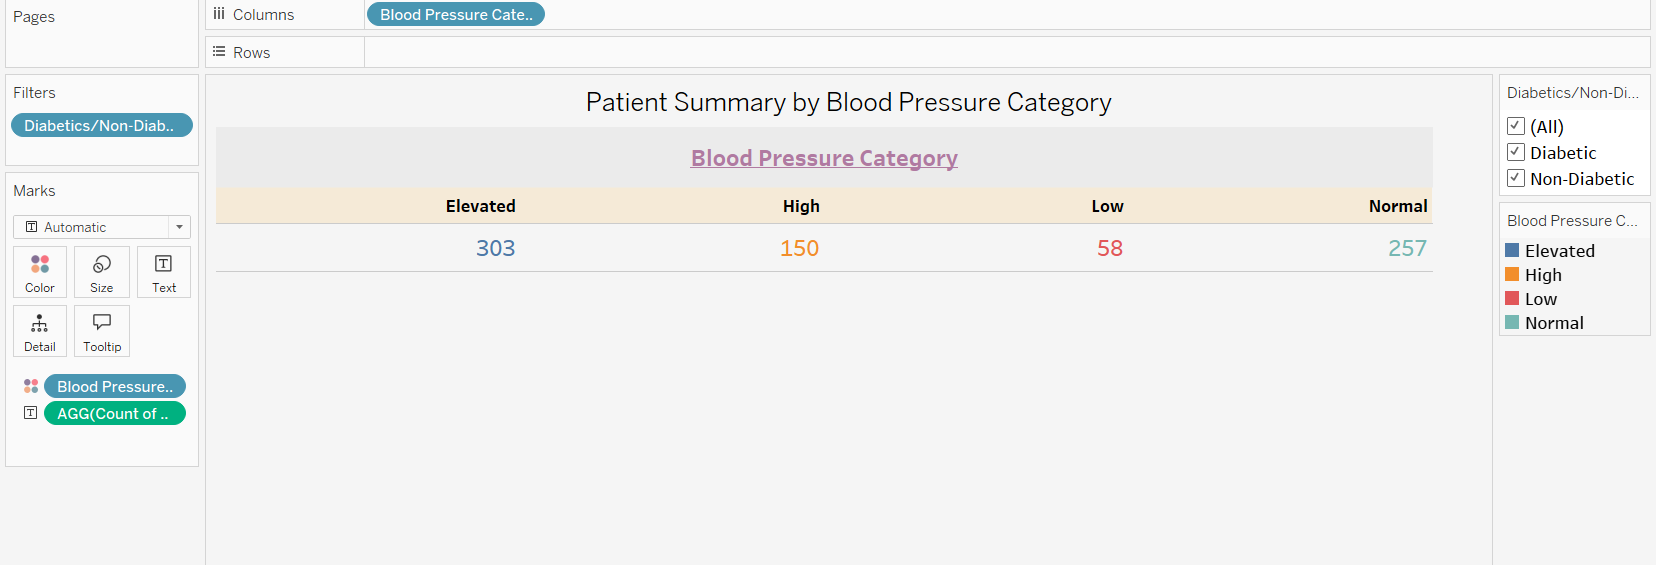 Pages
Columns
Blood Pressure Cate..
Rows
Filters
Diabetics/Non-Diab..
Marks
Automatic
Color
Size
Text
Detail
Tooltip
Blood Pressure..
AGG(Count of ..
Patient Summary by Blood Pressure Category
Blood Pressure Category
Elevated High Low Normal
303 150 58 257
Diabetics/Non-Di...
(All)
Diabetic
Non-Diabetic
Blood Pressure C...
Elevated
High
Low
Normal